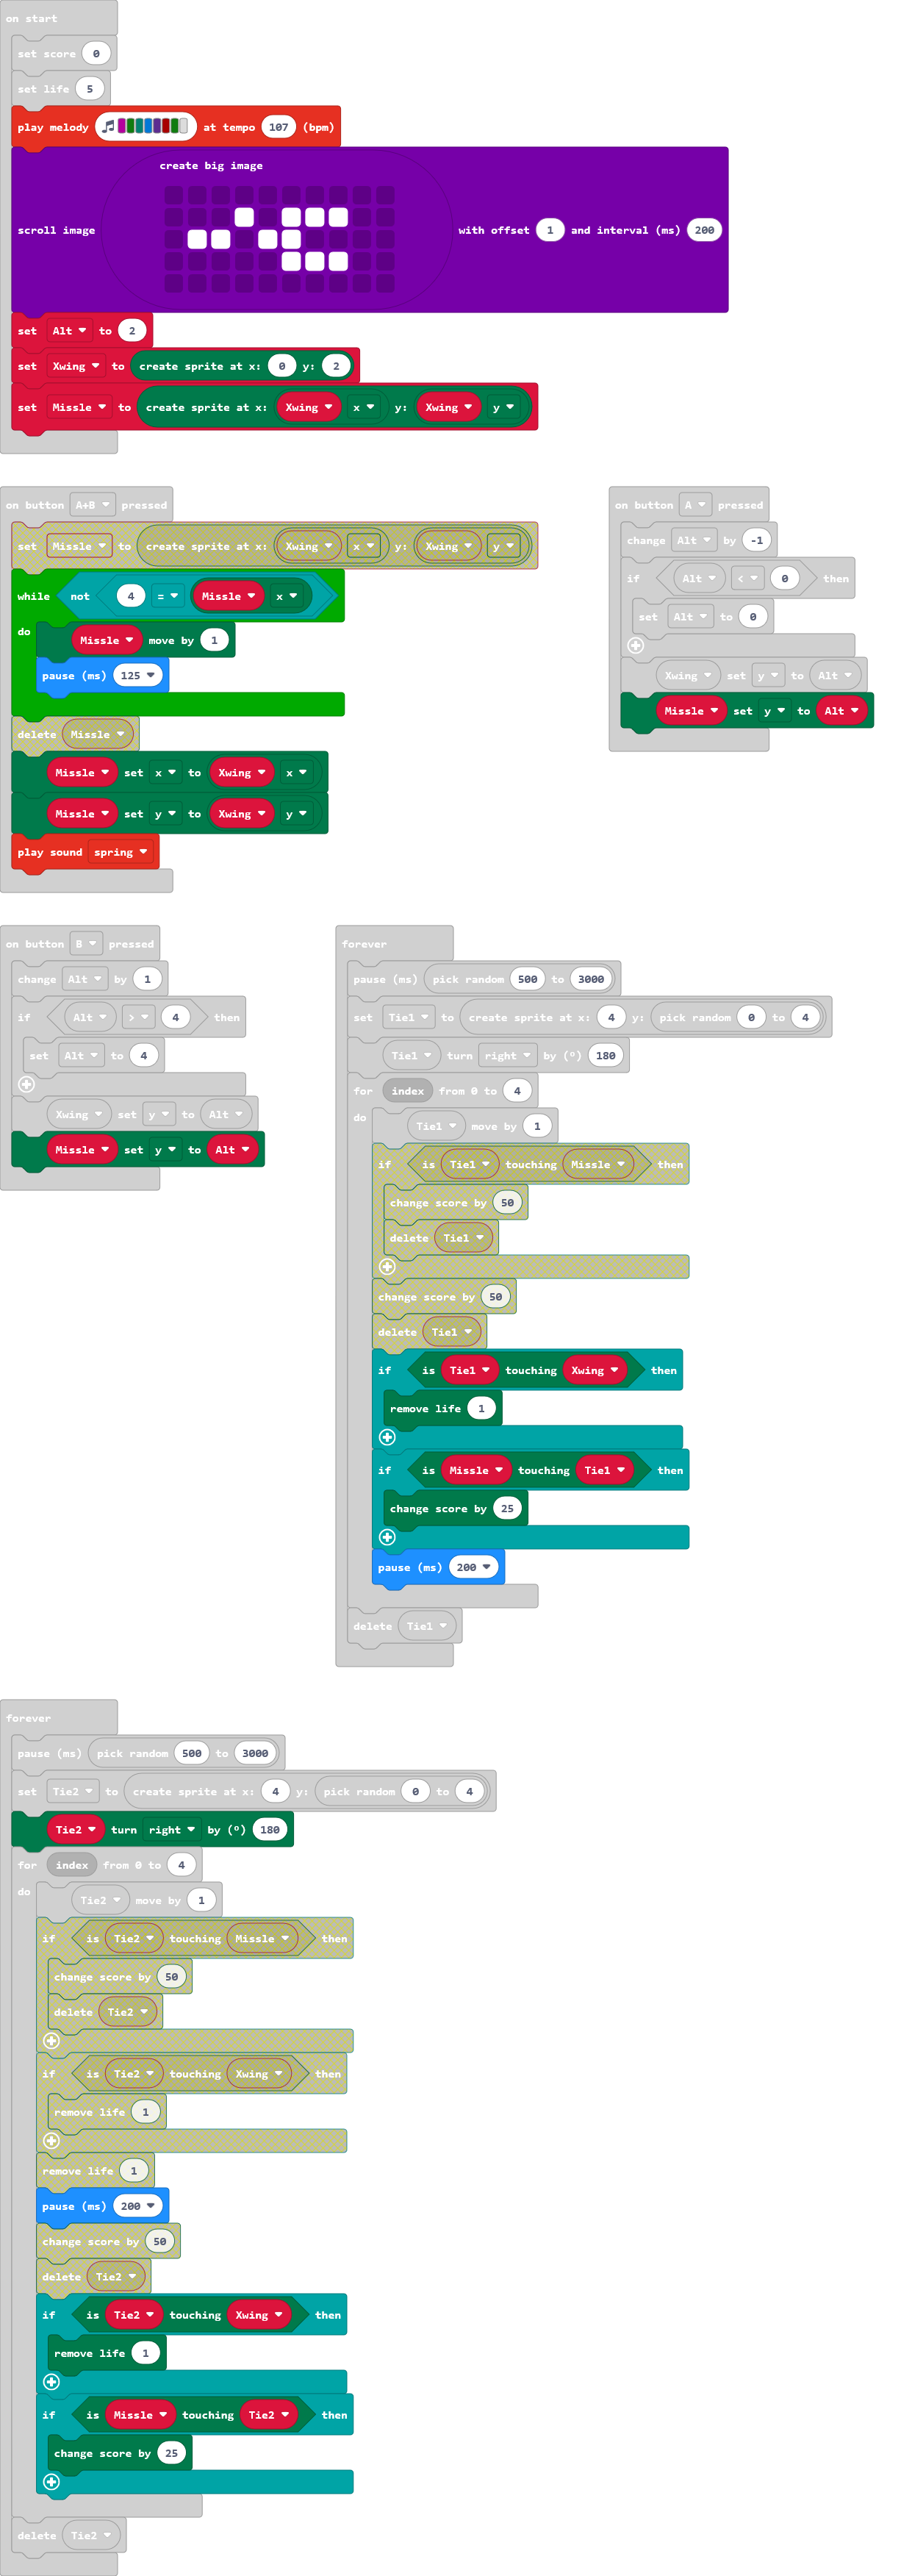 on start
set score 0
set life 5
play melody at tempo 107 (bpm)
create big image
scroll image with offset 1 and interval (ms) 200
set Alt to 2
set Xwing to create sprite at x: 0 y: 2
set Missle to create sprite at x: Xwing x y: Xwing y
on button A+B pressed
set Missle to create sprite at x: Xwing x y: Xwing y
while not 4 = Missle x
do
Missle move by 1
pause (ms) 125
delete Missle
Missle set x to Xwing x
Missle set y to Xwing y
play sound spring
on button A pressed
change Alt by -1
if Alt < 0 then
set Alt to 0
Xwing set y to Alt
Missle set y to Alt
on button B pressed
change Alt by 1
if Alt > 4 then
set Alt to 4
Xwing set y to Alt
Missle set y to Alt
forever
pause (ms) pick random 500 to 3000
set Tie1 to create sprite at x: 4 y: pick random 0 to 4
Tie1 turn right by (º) 180
for index from 0 to 4
do
Tie1 move by 1
if is Tie1 touching Missle then
change score by 50
delete Tie1
change score by 50
delete Tie1
if is Tie1 touching Xwing then
remove life 1
if is Missle touching Tie1 then
change score by 25
pause (ms) 200
delete Tie1
forever
pause (ms) pick random 500 to 3000
set Tie2 to create sprite at x: 4 y: pick random 0 to 4
Tie2 turn right by (º) 180
for index from 0 to 4
do
Tie2 move by 1
if is Tie2 touching Missle then
change score by 50
delete Tie2
if is Tie2 touching Xwing then
remove life 1
remove life 1
pause (ms) 200
change score by 50
delete Tie2
if is Tie2 touching Xwing then
remove life 1
if is Missle touching Tie2 then
change score by 25
delete Tie2